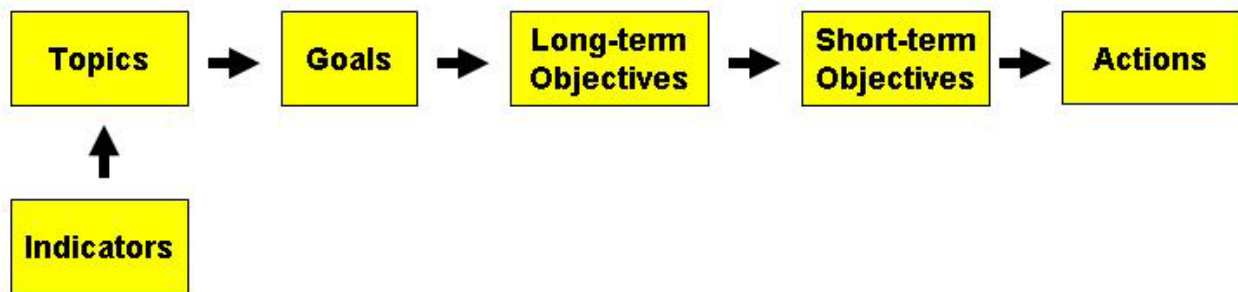 Topics
Goals
Long-term
Objectives
Short-term
Objectives
Actions
Indicators